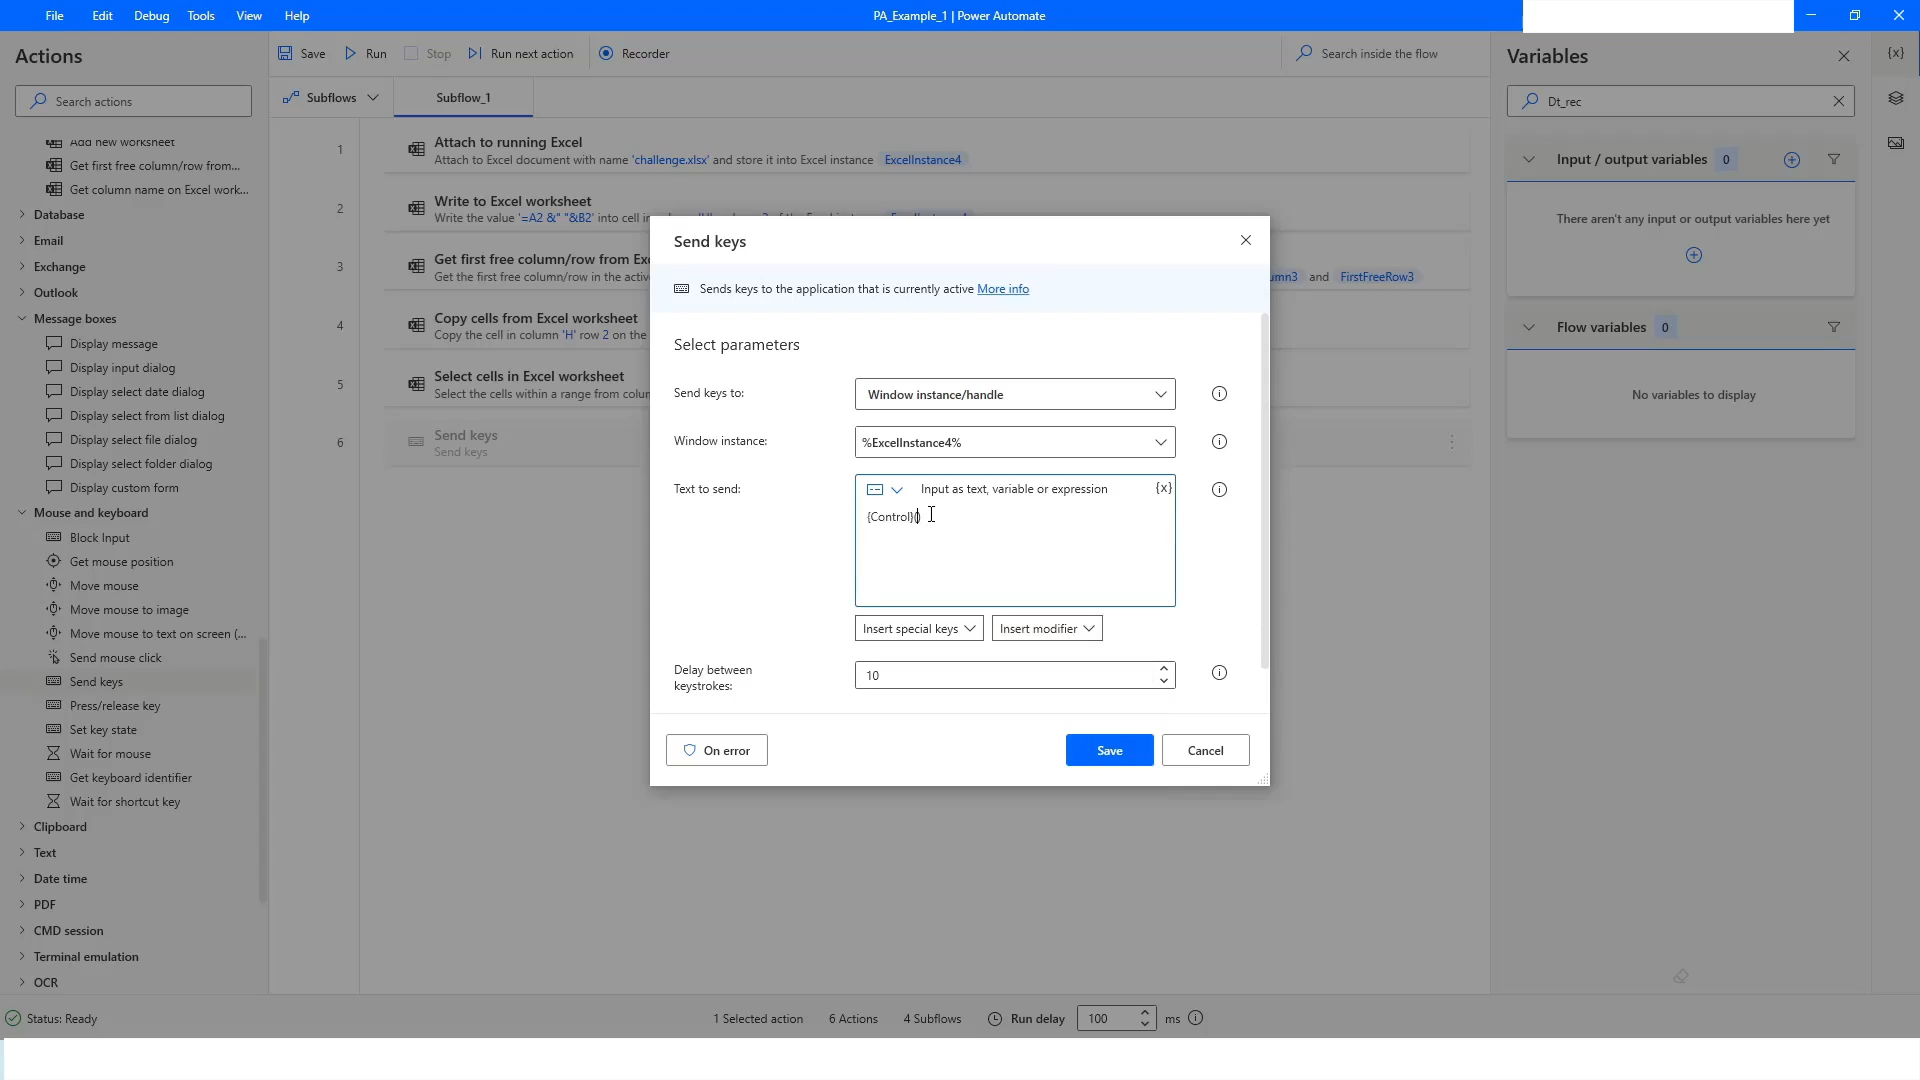 File Edit Debug Tools View Help
PA_Example_1 | Power Automate
Actions
Search actions
Add new worksheet
Get first free column/row from...
Get column name on Excel work...
Database
Email
Exchange
Outlook
Message boxes
Display message
Display input dialog
Display select date dialog
Display select from list dialog
Display select file dialog
Display select folder dialog
Display custom form
Mouse and keyboard
Block Input
Get mouse position
Move mouse
Move mouse to image
Move mouse to text on screen (...
Send mouse click
Send keys
Press/release key
Set key state
Wait for mouse
Get keyboard identifier
Wait for shortcut key
Clipboard
Text
Date time
PDF
CMD session
Terminal emulation
OCR
Save Run Stop Run next action Recorder
Search inside the flow
Subflows Subflow_1
1 Attach to running Excel
Attach to Excel document with name 'challenge.xlsx' and store it into Excel instance ExcelInstance4
2 Write to Excel worksheet
Write the value '=A2 &" "&B2' into cell in
3 Get first free column/row from Exc
Get the first free column/row in the active
mn3 and FirstFreeRow3
4 Copy cells from Excel worksheet
Copy the cell in column 'H' row 2 on the
5 Select cells in Excel worksheet
Select the cells within a range from colum
6 Send keys
Send keys
Send keys
Sends keys to the application that is currently active More info
Select parameters
Send keys to: Window instance/handle
Window instance: %ExcelInstance4%
Text to send: Input as text, variable or expression {x}
{Control}()
Insert special keys Insert modifier
Delay between
keystrokes: 10
On error Save Cancel
Variables {x}
Dt_rec
Input / output variables 0
There aren't any input or output variables here yet
Flow variables 0
No variables to display
Status: Ready 1 Selected action 6 Actions 4 Subflows Run delay 100 ms